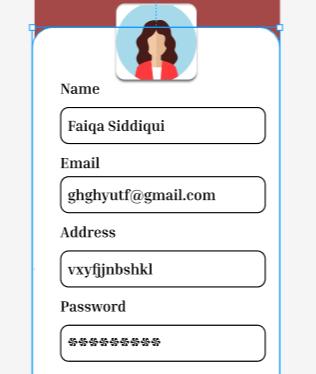 Name
Faiqa Siddiqui
Email
ghghyutf@gmail.com
Address
vxyfjjnbshkl
Password
*********